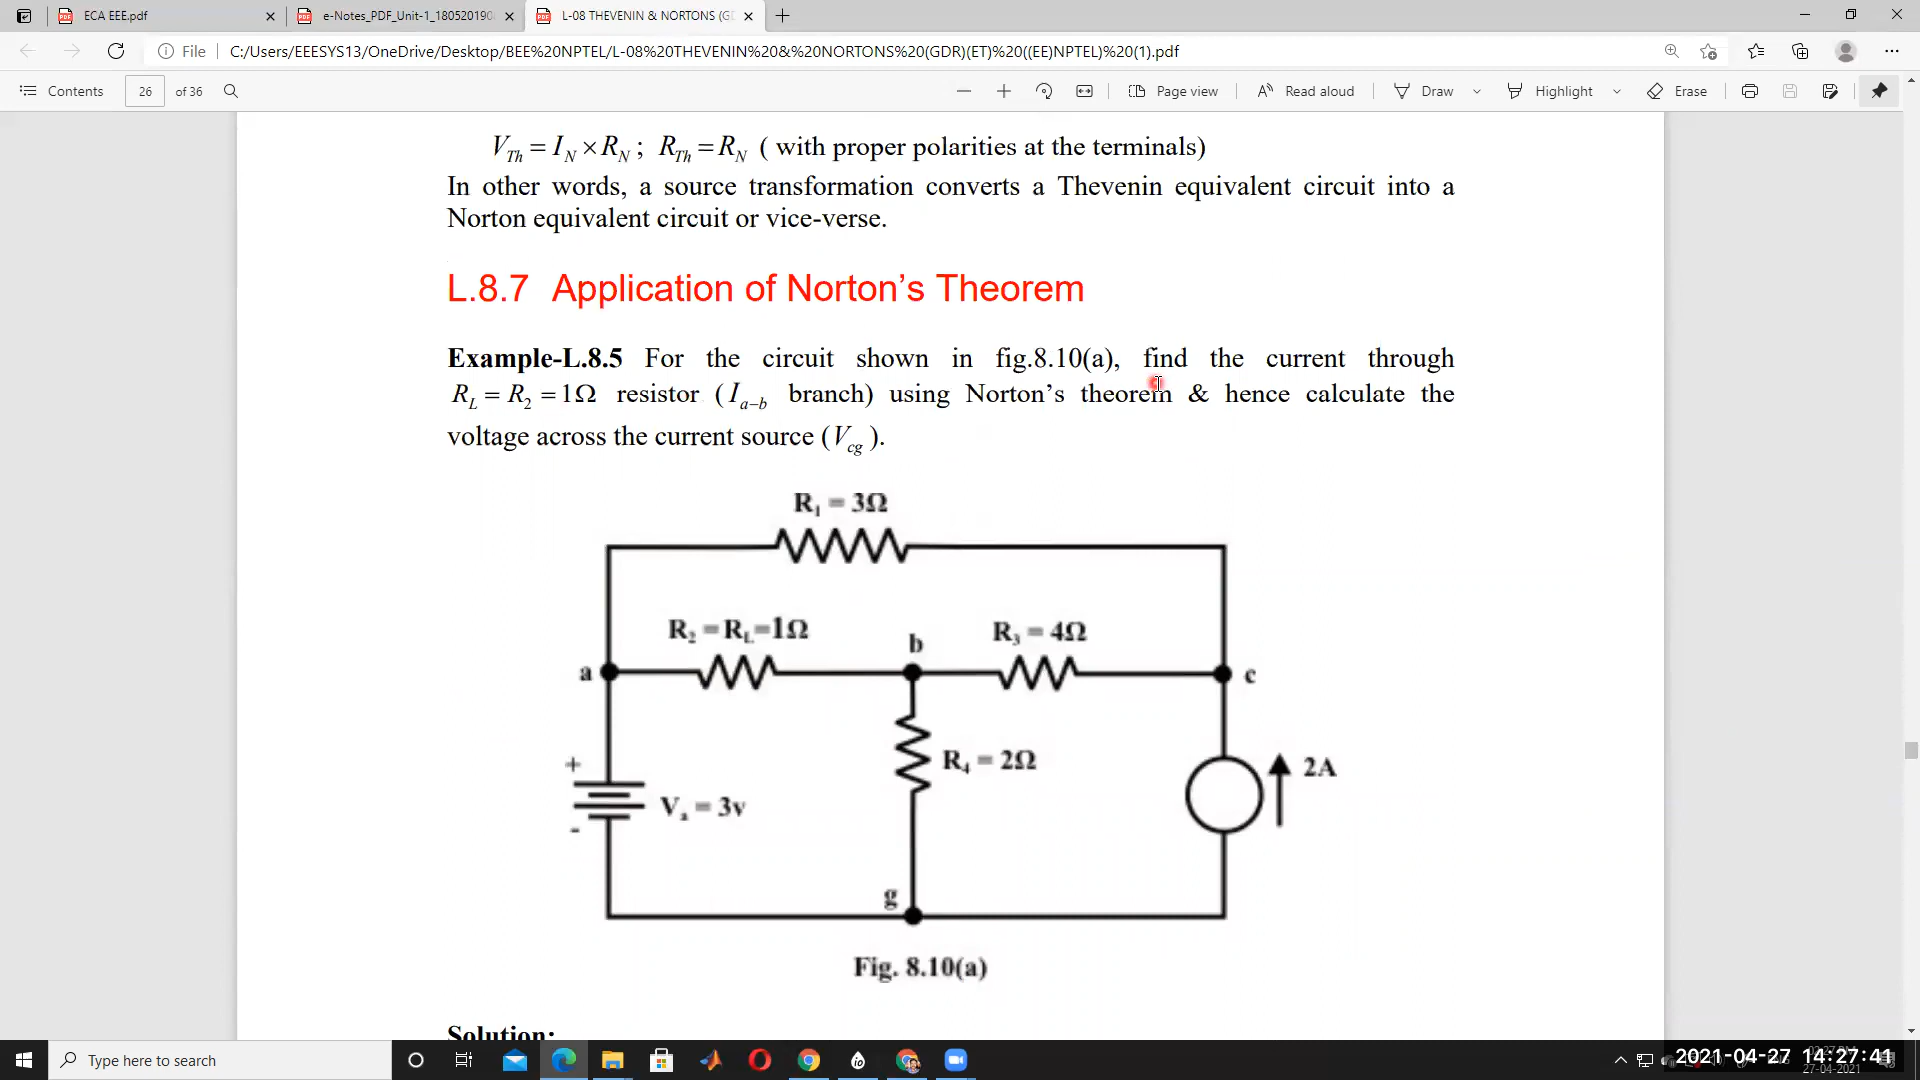 ECA EEE.pdf
e-Notes_PDF_Unit-1_180520190
L-08 THEVENIN & NORTONS (GD
File
C:/Users/EEESYS13/OneDrive/Desktop/BEE%20NPTEL/L-08%20THEVENIN%20&%20NORTONS%20(GDR)(ET)%20((EE)NPTEL)%20(1).pdf
Contents 26 of 36 Page view Read aloud Draw Highlight Erase
V_Th = I_N × R_N ; R_Th = R_N ( with proper polarities at the terminals)
In other words, a source transformation converts a Thevenin equivalent circuit into a
Norton equivalent circuit or vice-verse.
L.8.7 Application of Norton's Theorem
Example-L.8.5 For the circuit shown in fig.8.10(a), find the current through
R_L = R_2 = 1Ω resistor ( I_a−b branch) using Norton's theorem & hence calculate the
voltage across the current source ( V_cg ).
R₁ = 3Ω
R₂ = R_L = 1Ω
b
R₃ = 4Ω
a
c
+
R₄ = 2Ω
2A
Vₐ = 3v
-
g
Fig. 8.10(a)
Solution:
Type here to search
2021-04-27 14:27:41
27-04-2021